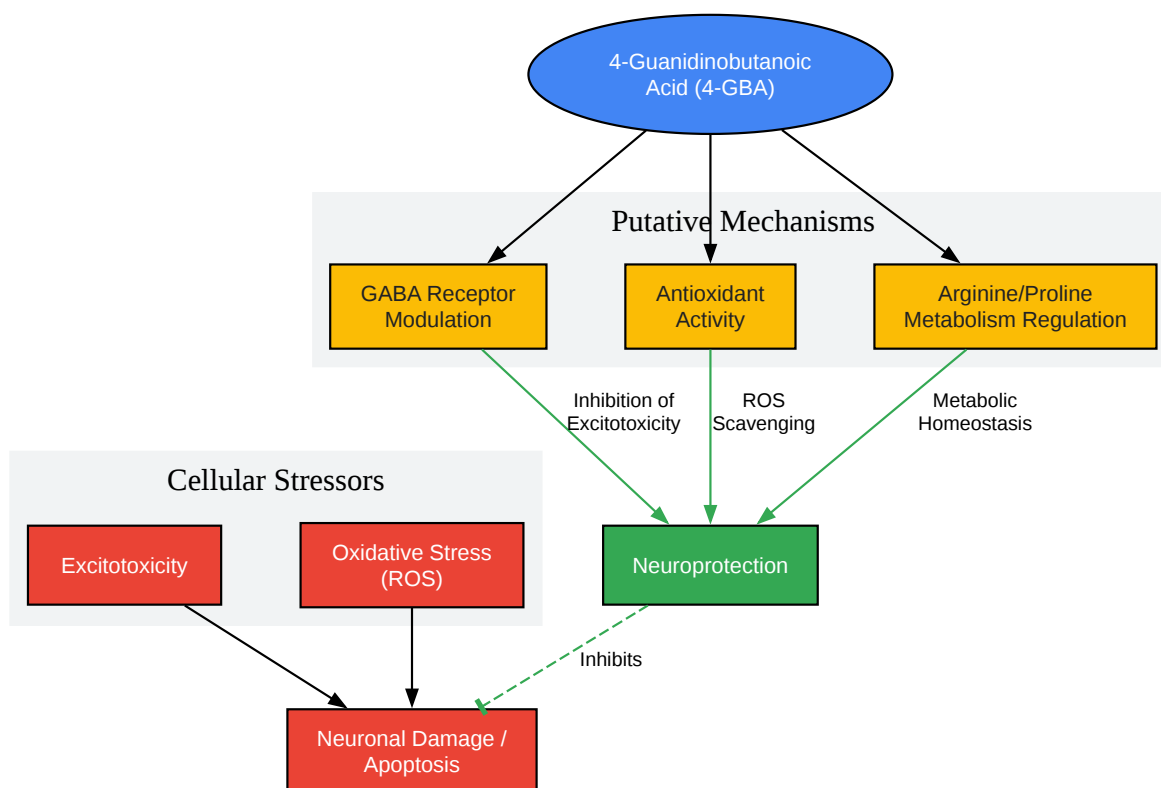 4-Guanidinobutanoic
Acid (4-GBA)
Putative Mechanisms
GABA Receptor
Modulation
Antioxidant
Activity
Arginine/Proline
Metabolism Regulation
Inhibition of
Excitotoxicity
ROS
Scavenging
Metabolic
Homeostasis
Cellular Stressors
Excitotoxicity
Oxidative Stress
(ROS)
Neuroprotection
Inhibits
Neuronal Damage /
Apoptosis